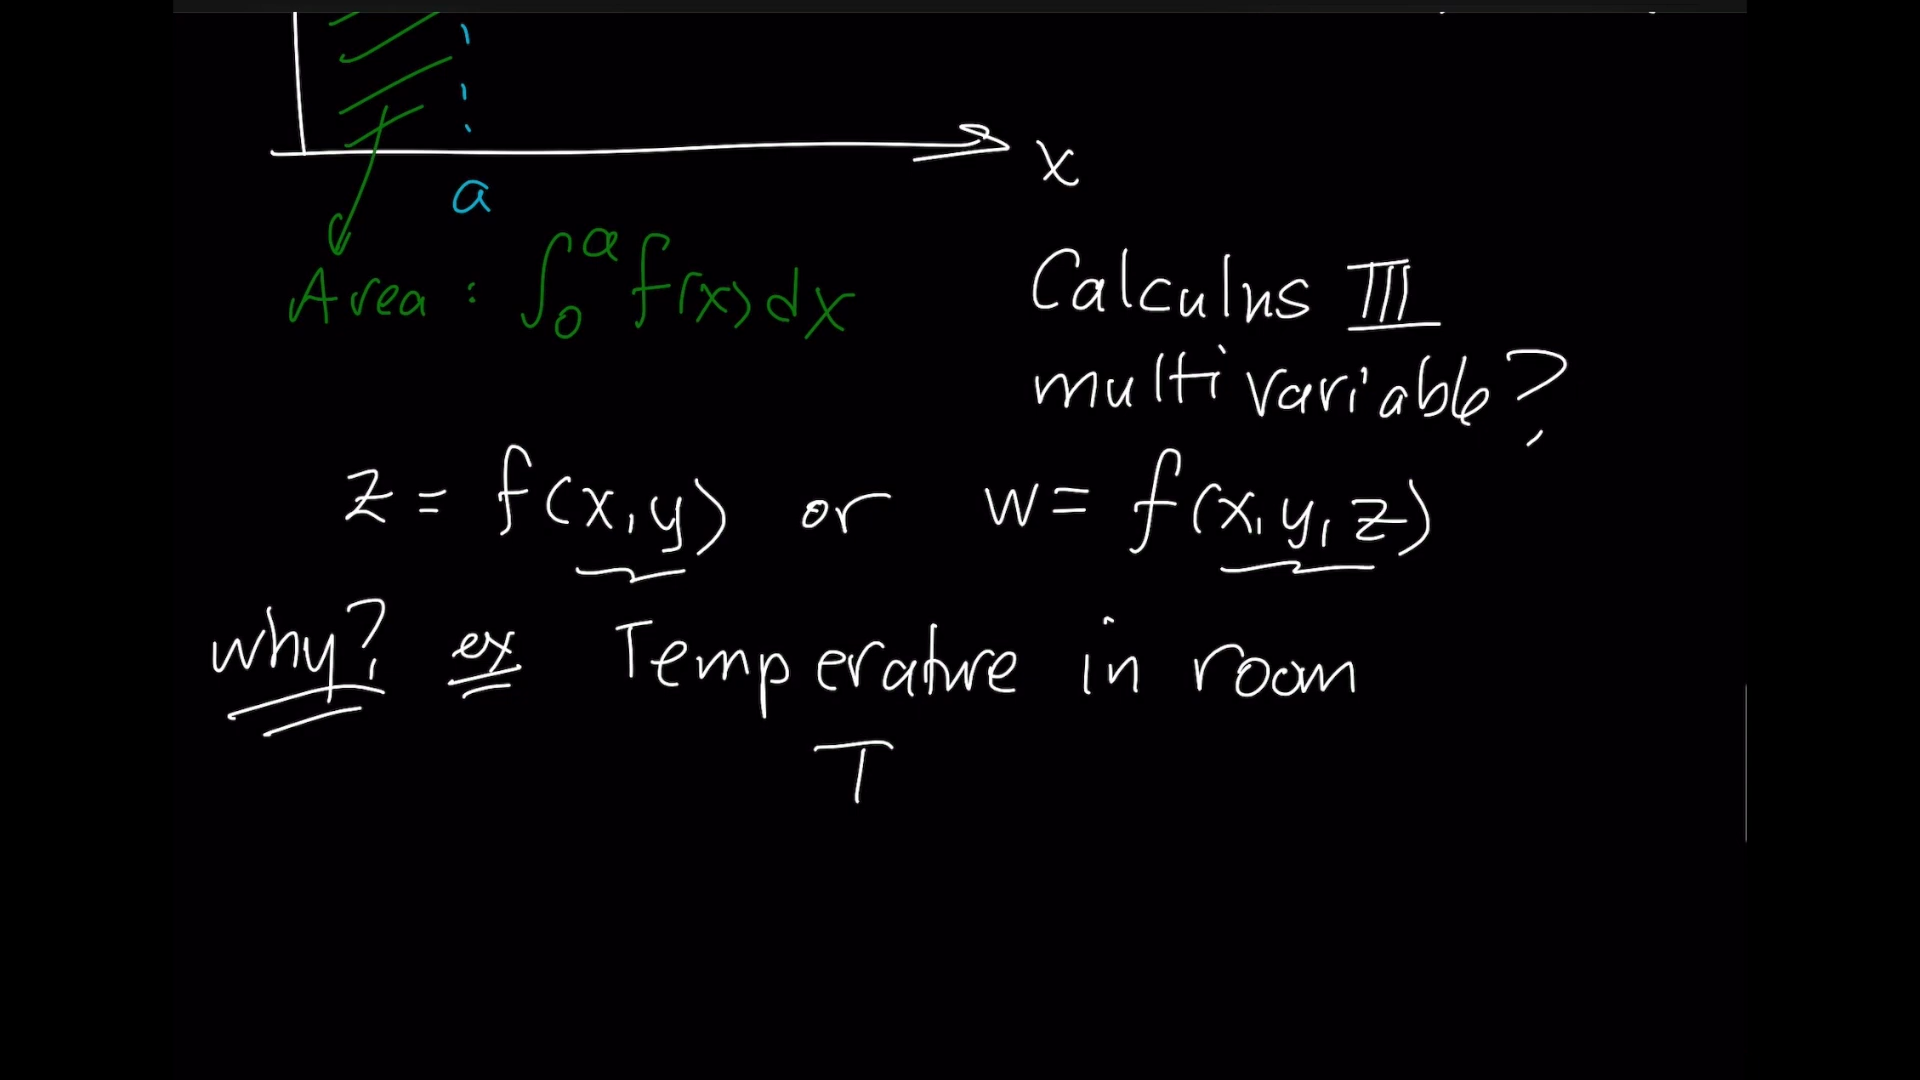 x
a
Area : ∫₀ᵃ f(x) dx
Calculus III
multivariable?
z = f(x,y) or w = f(x,y,z)
why? ex Temperature in room
T